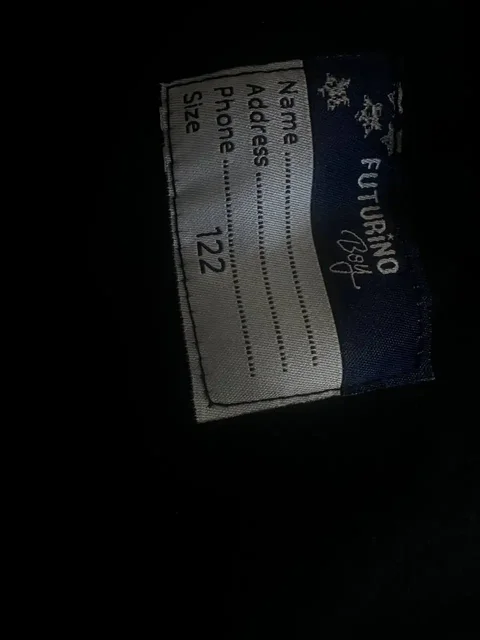 FUTURiNO
Boy
Name ................................
Address ................................
Phone ................................
Size 122